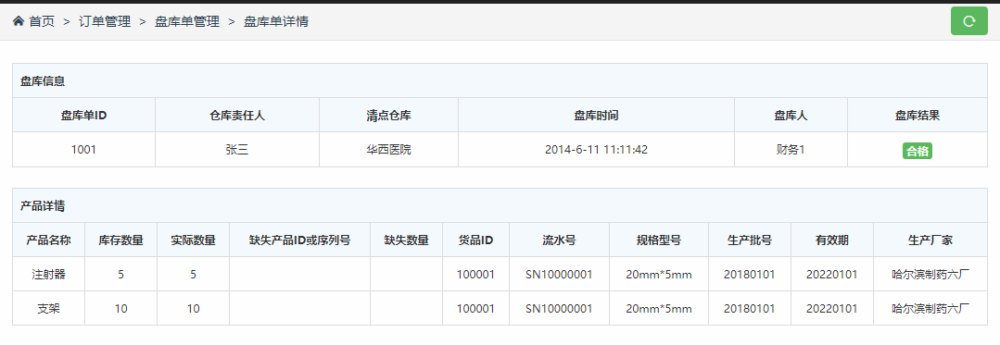 首页 > 订单管理 > 盘库单管理 > 盘库单详情
盘库信息
盘库单ID 仓库责任人 清点仓库 盘库时间 盘库人 盘库结果
1001 张三 华西医院 2014-6-11 11:11:42 财务1 合格
产品详情
产品名称 库存数量 实际数量 缺失产品ID或序列号 缺失数量 货品ID 流水号 规格型号 生产批号 有效期 生产厂家
注射器 5 5 100001 SN10000001 20mm*5mm 20180101 20220101 哈尔滨制药六厂
支架 10 10 100001 SN10000001 20mm*5mm 20180101 20220101 哈尔滨制药六厂